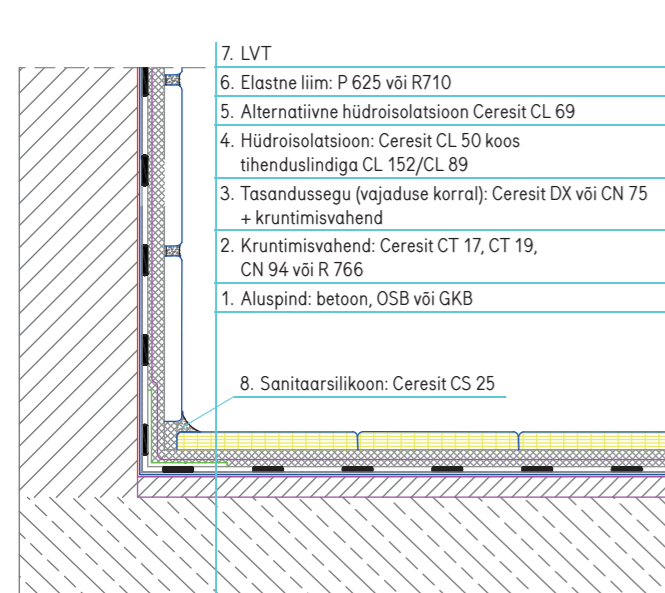 7. LVT
6. Elastne liim: P 625 või R710
5. Alternatiivne hüdroisolatsioon Ceresit CL 69
4. Hüdroisolatsioon: Ceresit CL 50 koos
tihenduslindiga CL 152/CL 89
3. Tasandussegu (vajaduse korral): Ceresit DX või CN 75
+ kruntimisvahend
2. Kruntimisvahend: Ceresit CT 17, CT 19,
CN 94 või R 766
1. Aluspind: betoon, OSB või GKB
8. Sanitaarsilikoon: Ceresit CS 25